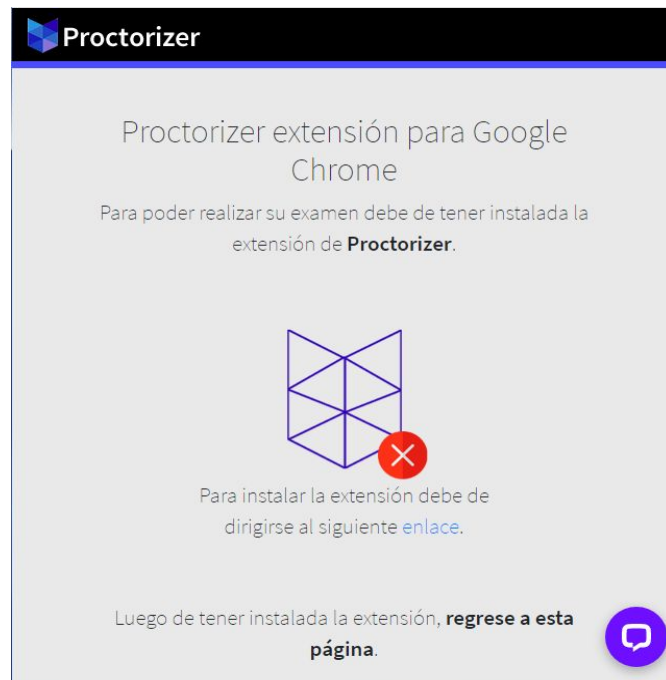 Proctorizer
Proctorizer extensión para Google
Chrome
Para poder realizar su examen debe de tener instalada la
extensión de Proctorizer.
Para instalar la extensión debe de
dirigirse al siguiente enlace.
Luego de tener instalada la extensión, regrese a esta
página.